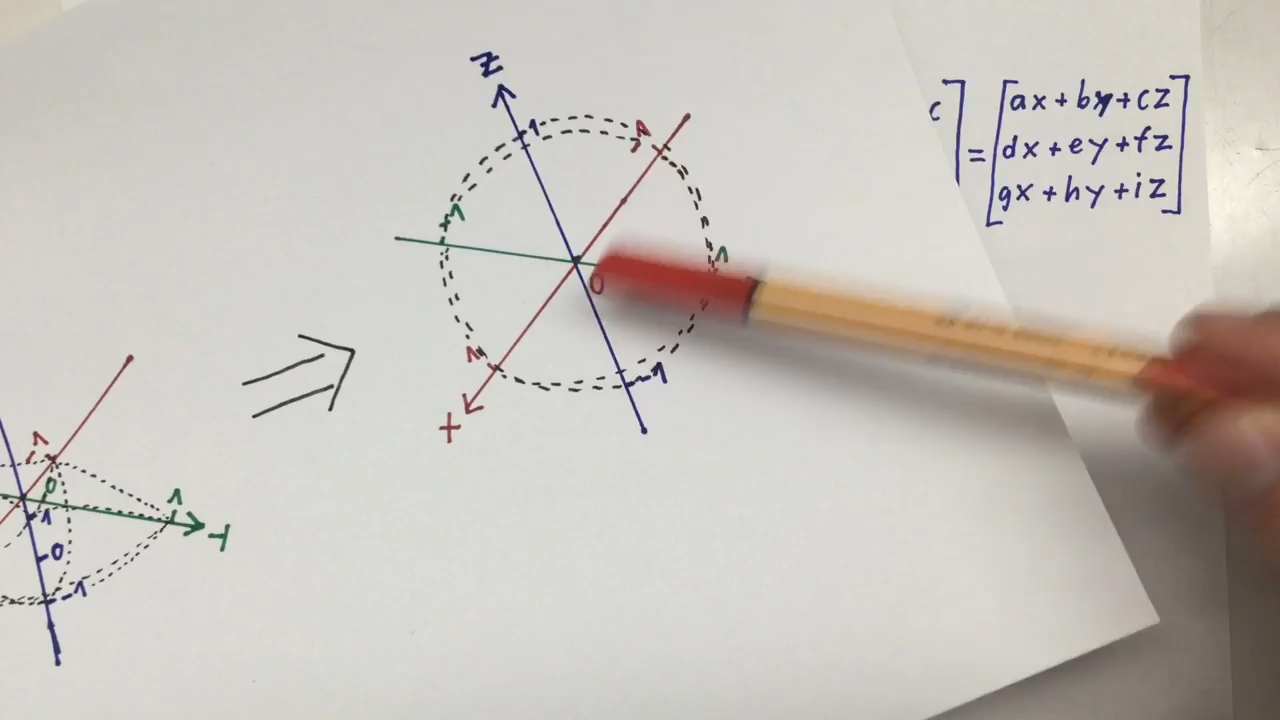 Z
1
-1
-1
1
0
1
-1
X
-1
0
1
1
Y
0
-1
c] = [ax+by+cz
dx+ey+fz
gx+hy+iz]